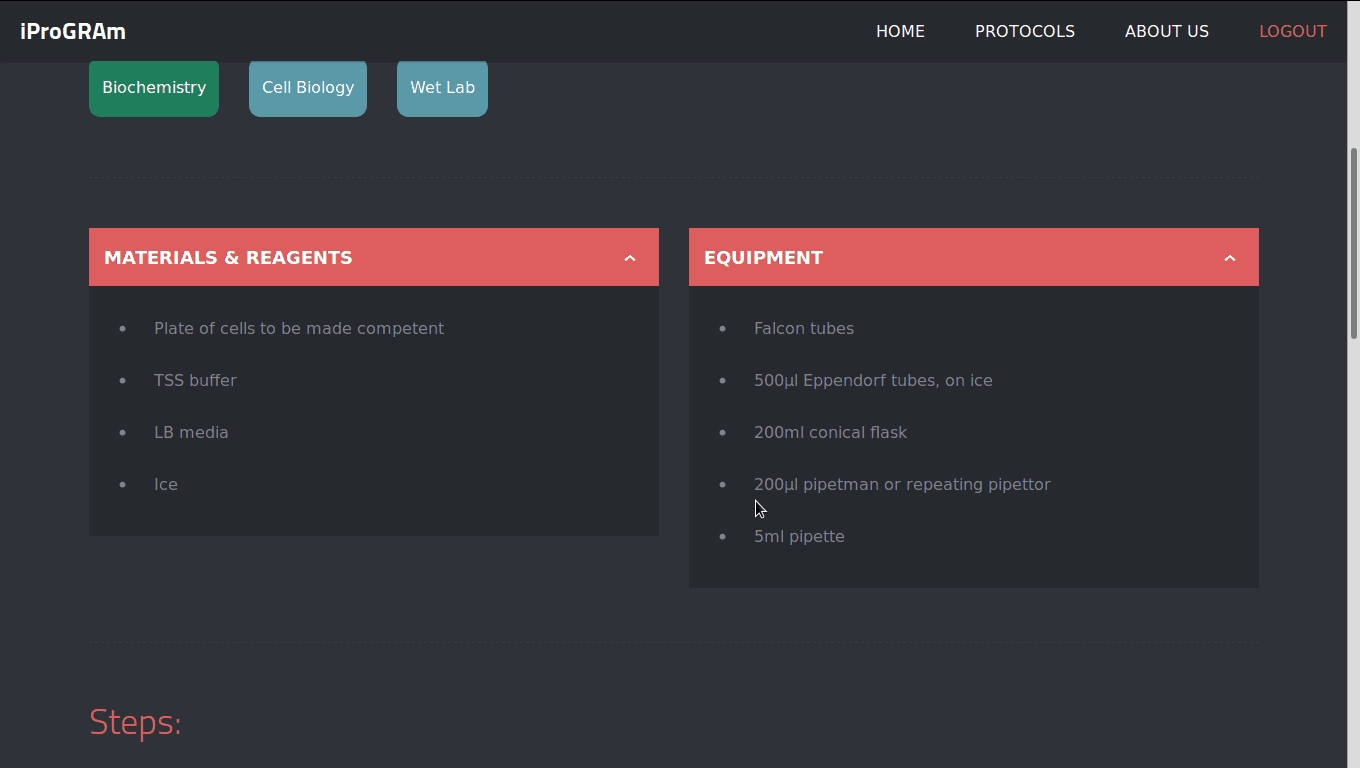 iProGRAm HOME PROTOCOLS ABOUT US LOGOUT
Biochemistry Cell Biology Wet Lab
MATERIALS & REAGENTS
• Plate of cells to be made competent
• TSS buffer
• LB media
• Ice
EQUIPMENT
• Falcon tubes
• 500μl Eppendorf tubes, on ice
• 200ml conical flask
• 200μl pipetman or repeating pipettor
• 5ml pipette
Steps: